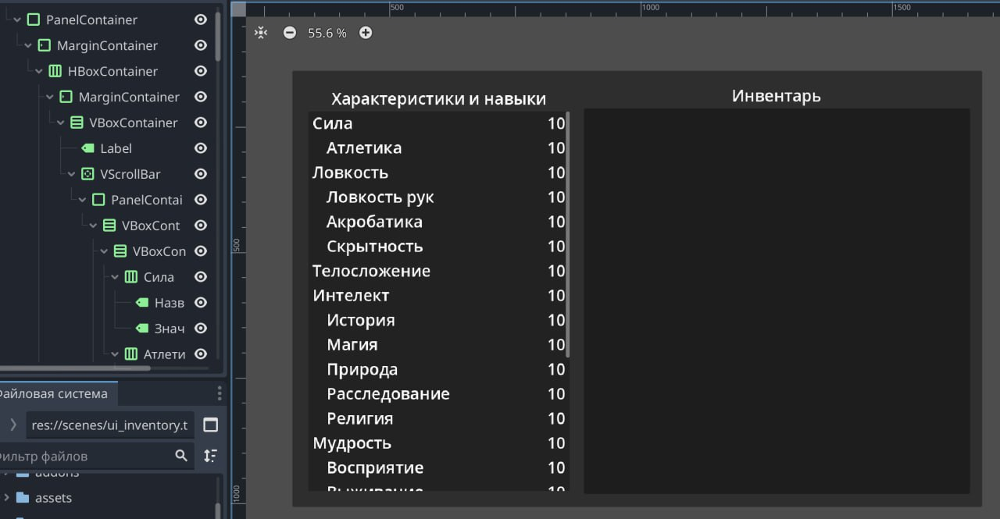 PanelContainer
MarginContainer
HBoxContainer
MarginContainer
VBoxContainer
Label
VScrollBar
PanelContai
VBoxCont
VBoxCon
Сила
Назв
Знач
Атлети
Файловая система
res://scenes/ui_inventory.t
Фильтр файлов
addons
assets
500
1000
1500
500
1000
55.6 %
Характеристики и навыки
Сила 10
Атлетика 10
Ловкость 10
Ловкость рук 10
Акробатика 10
Скрытность 10
Телосложение 10
Интелект 10
История 10
Магия 10
Природа 10
Расследование 10
Религия 10
Мудрость 10
Восприятие 10
Выживание 10
Инвентарь